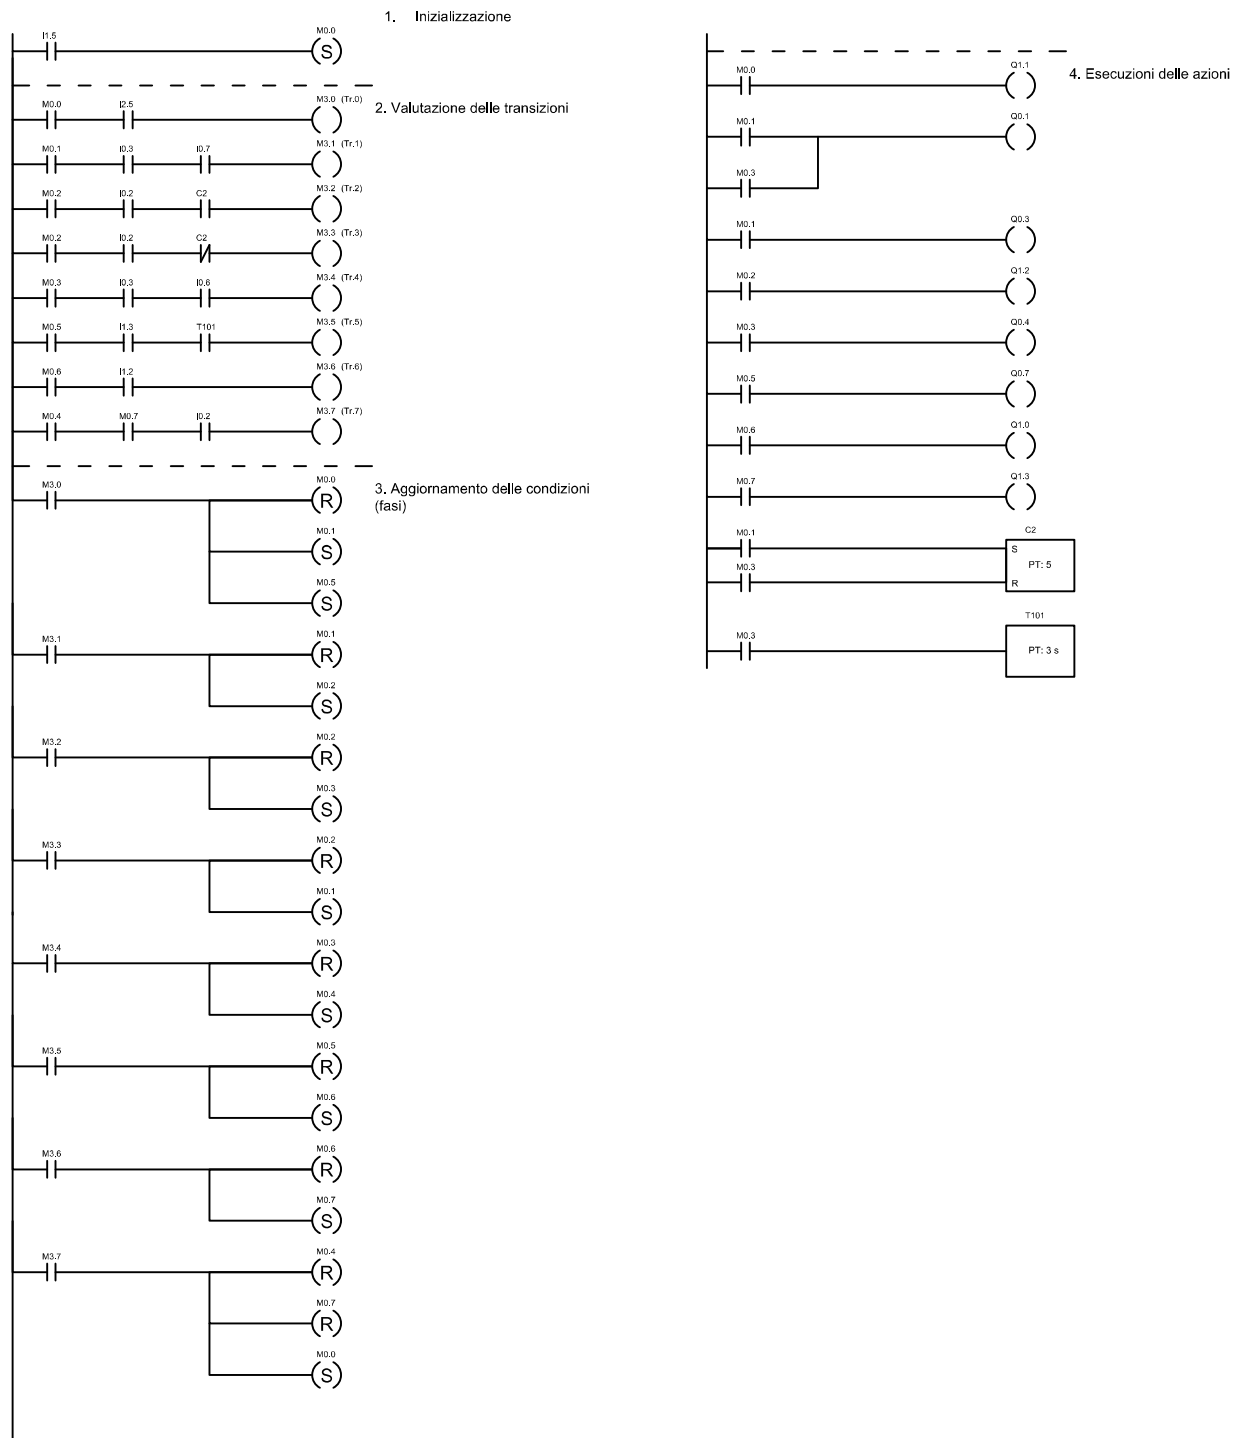 1. Inizializzazione
I1.5 M0.0
S
2. Valutazione delle transizioni
M0.0 I2.5 M3.0 (Tr.0)
M0.1 I0.3 I0.7 M3.1 (Tr.1)
M0.2 I0.2 C2 M3.2 (Tr.2)
M0.2 I0.2 C2 M3.3 (Tr.3)
M0.3 I0.3 I0.6 M3.4 (Tr.4)
M0.5 I1.3 T101 M3.5 (Tr.5)
M0.6 I1.2 M3.6 (Tr.6)
M0.4 M0.7 I0.2 M3.7 (Tr.7)
3. Aggiornamento delle condizioni
(fasi)
M3.0 M0.0
R
M0.1
S
M0.5
S
M3.1 M0.1
R
M0.2
S
M3.2 M0.2
R
M0.3
S
M3.3 M0.2
R
M0.1
S
M3.4 M0.3
R
M0.4
S
M3.5 M0.5
R
M0.6
S
M3.6 M0.6
R
M0.7
S
M3.7 M0.4
R
M0.7
R
M0.0
S
4. Esecuzioni delle azioni
M0.0 Q1.1
M0.1 Q0.1
M0.3
M0.1 Q0.3
M0.2 Q1.2
M0.3 Q0.4
M0.5 Q0.7
M0.6 Q1.0
M0.7 Q1.3
M0.1 C2
S
PT: 5
M0.3
R
T101
M0.3
PT: 3 s